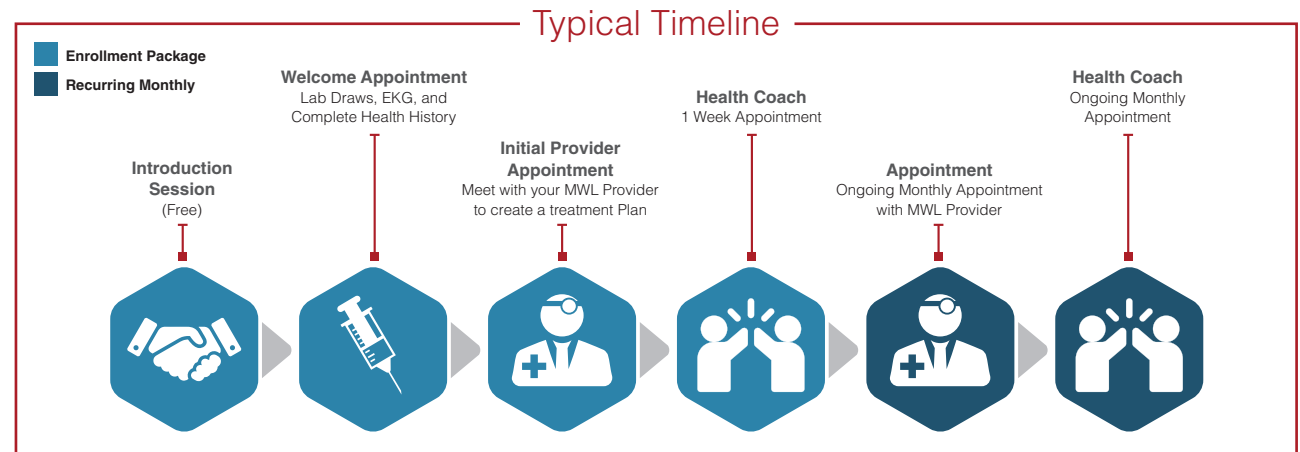 Typical Timeline
Enrollment Package
Recurring Monthly
Introduction
Session
(Free)
Welcome Appointment
Lab Draws, EKG, and
Complete Health History
Initial Provider
Appointment
Meet with your MWL Provider
to create a treatment Plan
Health Coach
1 Week Appointment
Appointment
Ongoing Monthly Appointment
with MWL Provider
Health Coach
Ongoing Monthly
Appointment